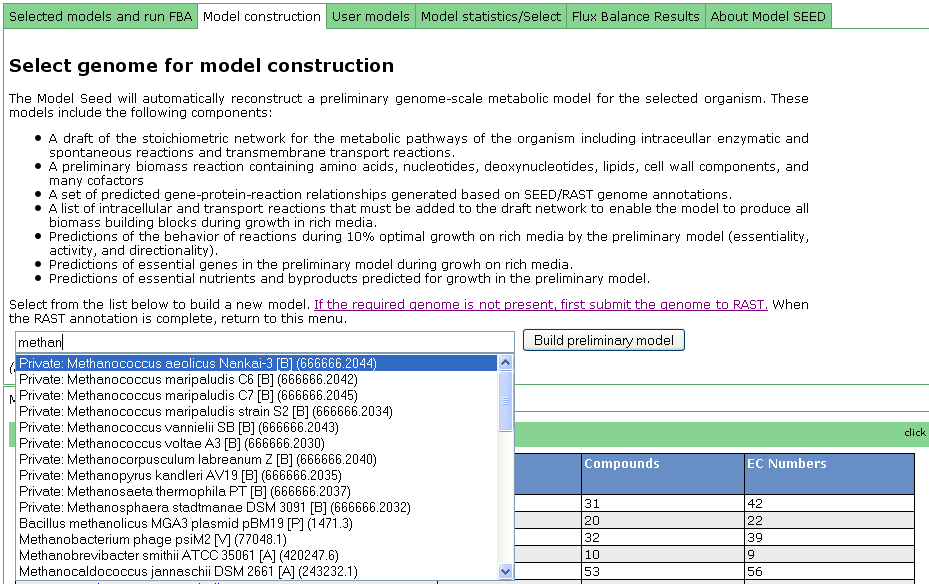 Selected models and run FBA Model construction User models Model statistics/Select Flux Balance Results About Model SEED
Select genome for model construction
The Model Seed will automatically reconstruct a preliminary genome-scale metabolic model for the selected organism. These
models include the following components:
A draft of the stoichiometric network for the metabolic pathways of the organism including intraceullar enzymatic and
spontaneous reactions and transmembrane transport reactions.
A preliminary biomass reaction containing amino acids, nucleotides, deoxynucleotides, lipids, cell wall components, and
many cofactors
A set of predicted gene-protein-reaction relationships generated based on SEED/RAST genome annotations.
A list of intracellular and transport reactions that must be added to the draft network to enable the model to produce all
biomass building blocks during growth in rich media.
Predictions of the behavior of reactions during 10% optimal growth on rich media by the preliminary model (essentiality,
activity, and directionality).
Predictions of essential genes in the preliminary model during growh on rich media.
Predictions of essential nutrients and byproducts predicted for growth in the preliminary model.
Select from the list below to build a new model. If the required genome is not present, first submit the genome to RAST. When
the RAST annotation is complete, return to this menu.
methan Build preliminary model
Private: Methanococcus aeolicus Nankai-3 [B] (666666.2044)
Private: Methanococcus maripaludis C6 [B] (666666.2042)
Private: Methanococcus maripaludis C7 [B] (666666.2045)
Private: Methanococcus maripaludis strain S2 [B] (666666.2034)
Private: Methanococcus vannielii SB [B] (666666.2043)
Private: Methanococcus voltae A3 [B] (666666.2030)
Private: Methanocorpusculum labreanum Z [B] (666666.2040)
Private: Methanopyrus kandleri AV19 [B] (666666.2035)
Private: Methanosaeta thermophila PT [B] (666666.2037)
Private: Methanosphaera stadtmanae DSM 3091 [B] (666666.2032)
Bacillus methanolicus MGA3 plasmid pBM19 [P] (1471.3)
Methanobacterium phage psiM2 [V] (77048.1)
Methanobrevibacter smithii ATCC 35061 [A] (420247.6)
Methanocaldococcus jannaschii DSM 2661 [A] (243232.1)
click
Compounds EC Numbers
31 42
20 22
32 39
10 9
53 56